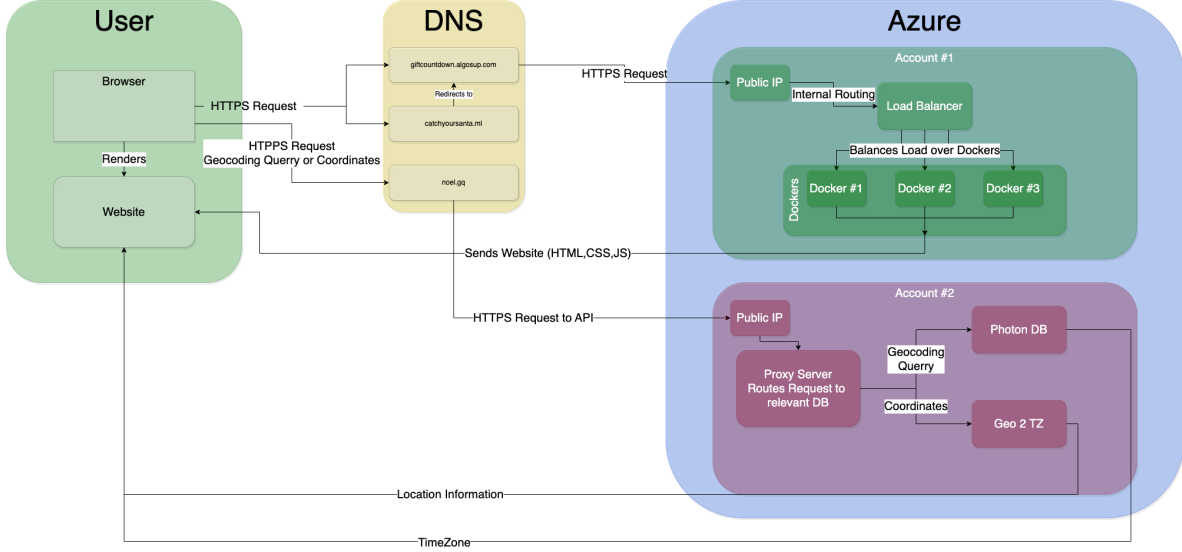 User
DNS
Azure
Browser
Renders
Website
HTTPS Request
HTPPS Request
Geocoding Querry or Coordinates
giftcountdown.algosup.com
Redirects to
catchyoursanta.ml
noel.gq
HTTPS Request
Account #1
Public IP
Internal Routing
Load Balancer
Balances Load over Dockers
Dockers
Docker #1
Docker #2
Docker #3
Sends Website (HTML,CSS,JS)
HTTPS Request to API
Account #2
Public IP
Proxy Server
Routes Request to
relevant DB
Geocoding
Querry
Coordinates
Photon DB
Geo 2 TZ
Location Information
TimeZone